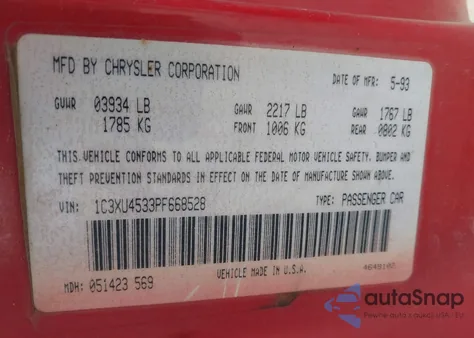 MFD BY CHRYSLER CORPORATION DATE OF MFR: 5-93
GVWR 03934 LB GAWR 2217 LB GAWR 1767 LB
1785 KG FRONT 1006 KG REAR 0802 KG
THIS VEHICLE CONFORMS TO ALL APPLICABLE FEDERAL MOTOR VEHICLE SAFETY, BUMPER AND
THEFT PREVENTION STANDARDS IN EFFECT ON THE DATE OF MANUFACTURE SHOWN ABOVE.
VIN: 1C3XU4533PF668528 TYPE: PASSENGER CAR
MDH: 051423 569 VEHICLE MADE IN U.S.A.
autoSnap